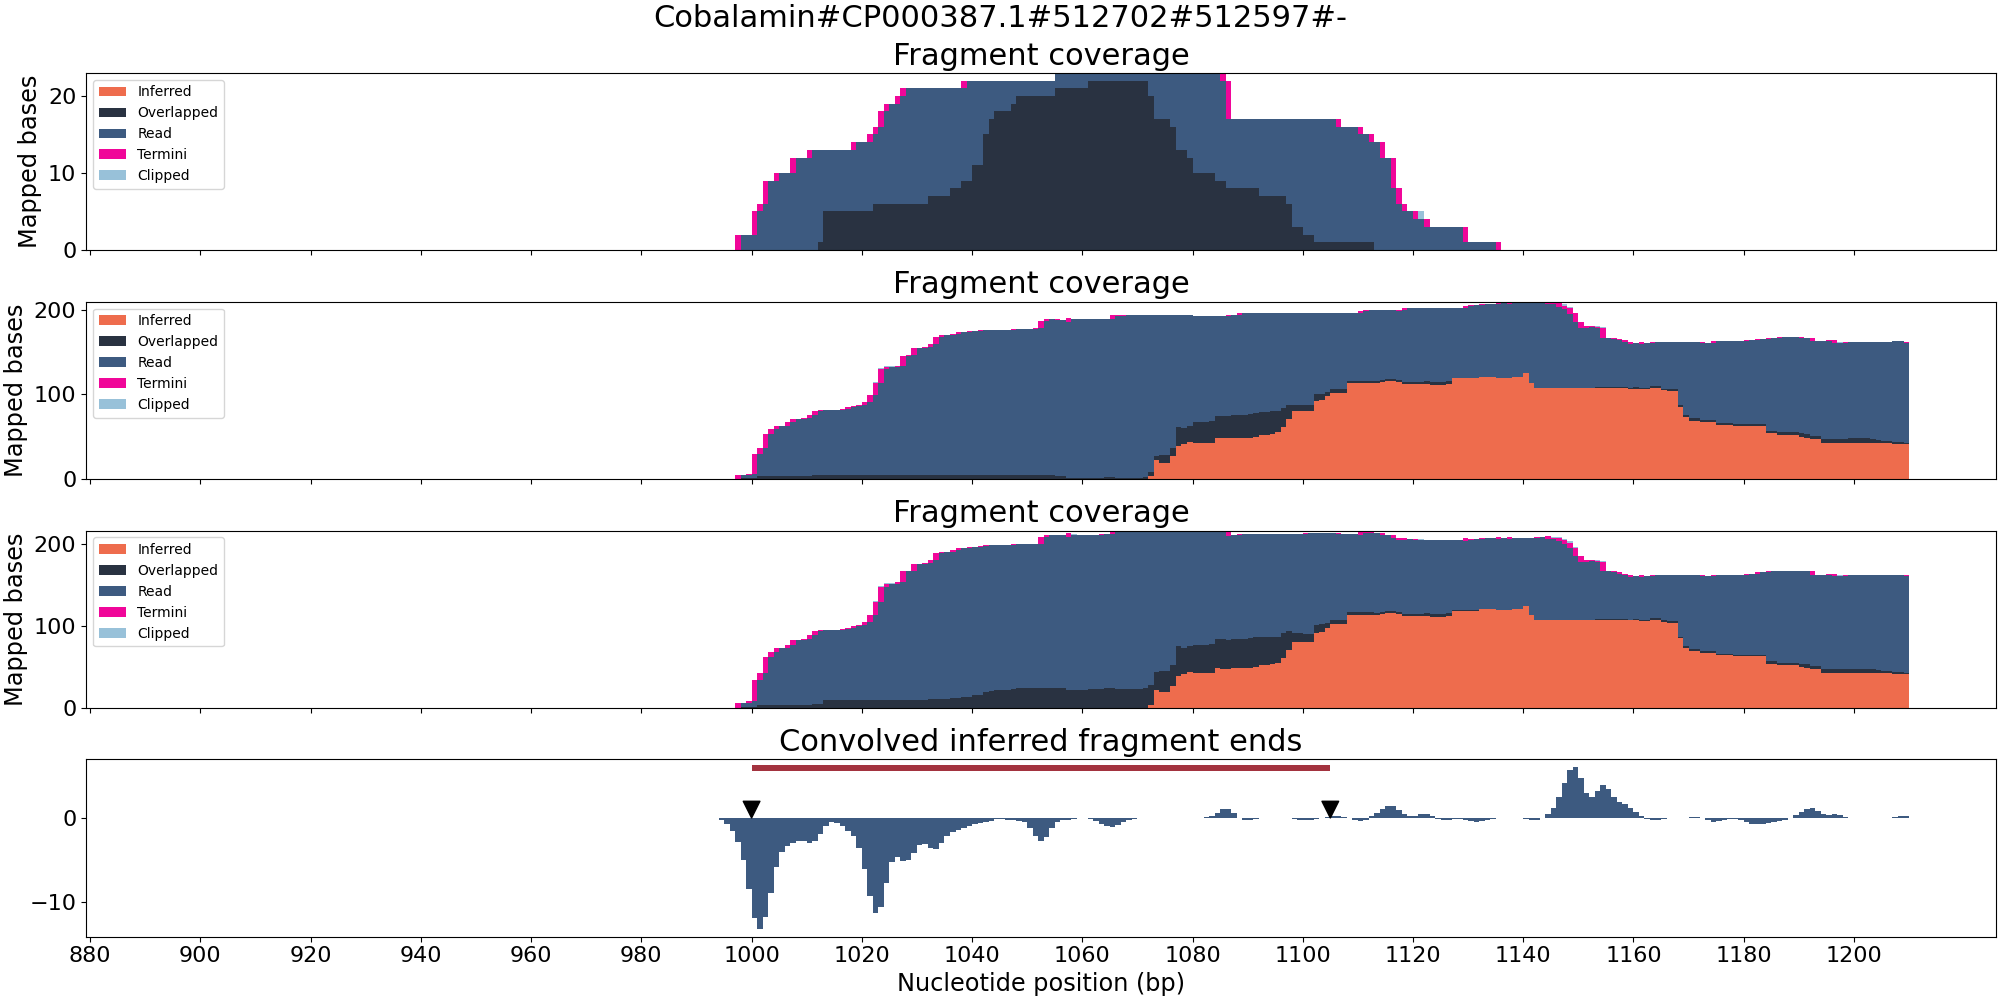 Cobalamin#CP000387.1#512702#512597#-
Fragment coverage
Mapped bases
20
10
0
Inferred
Overlapped
Read
Termini
Clipped
Fragment coverage
Mapped bases
200
100
0
Inferred
Overlapped
Read
Termini
Clipped
Fragment coverage
Mapped bases
200
100
0
Inferred
Overlapped
Read
Termini
Clipped
Convolved inferred fragment ends
0
−10
880 900 920 940 960 980 1000 1020 1040 1060 1080 1100 1120 1140 1160 1180 1200
Nucleotide position (bp)